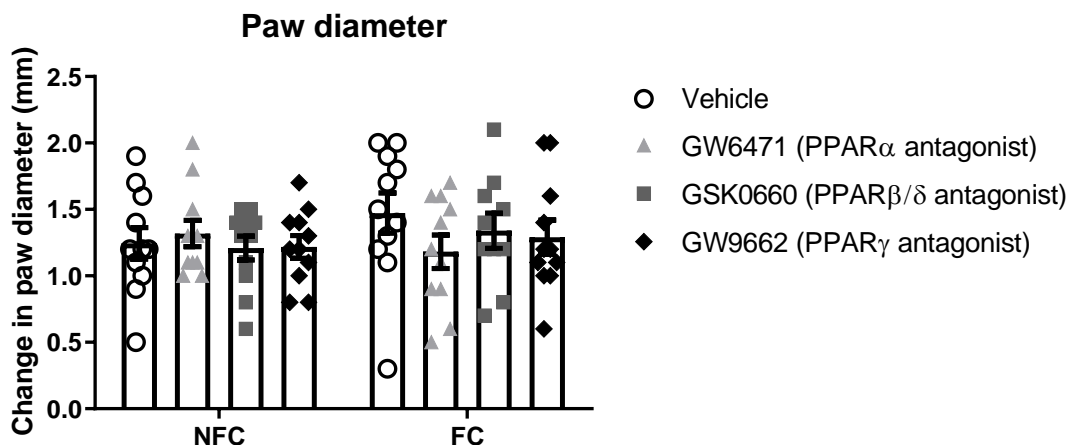 Paw diameter
Change in paw diameter (mm)
2.5
2.0
1.5
1.0
0.5
0.0
NFC
FC
Vehicle
GW6471 (PPARα antagonist)
GSK0660 (PPARβ/δ antagonist)
GW9662 (PPARγ antagonist)